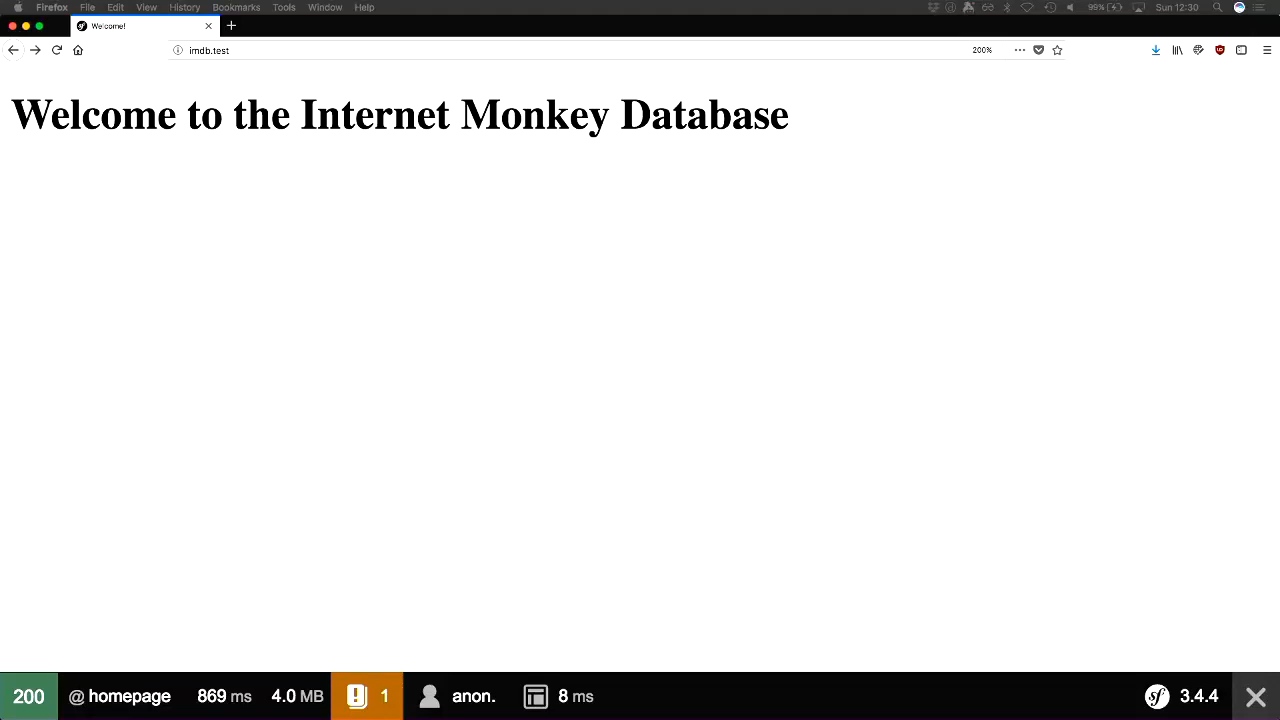 Firefox File Edit View History Bookmarks Tools Window Help 99% Sun 12:30
Welcome!
imdb.test 200%
Welcome to the Internet Monkey Database
200 @ homepage 869 ms 4.0 MB 1 anon. 8 ms sf 3.4.4